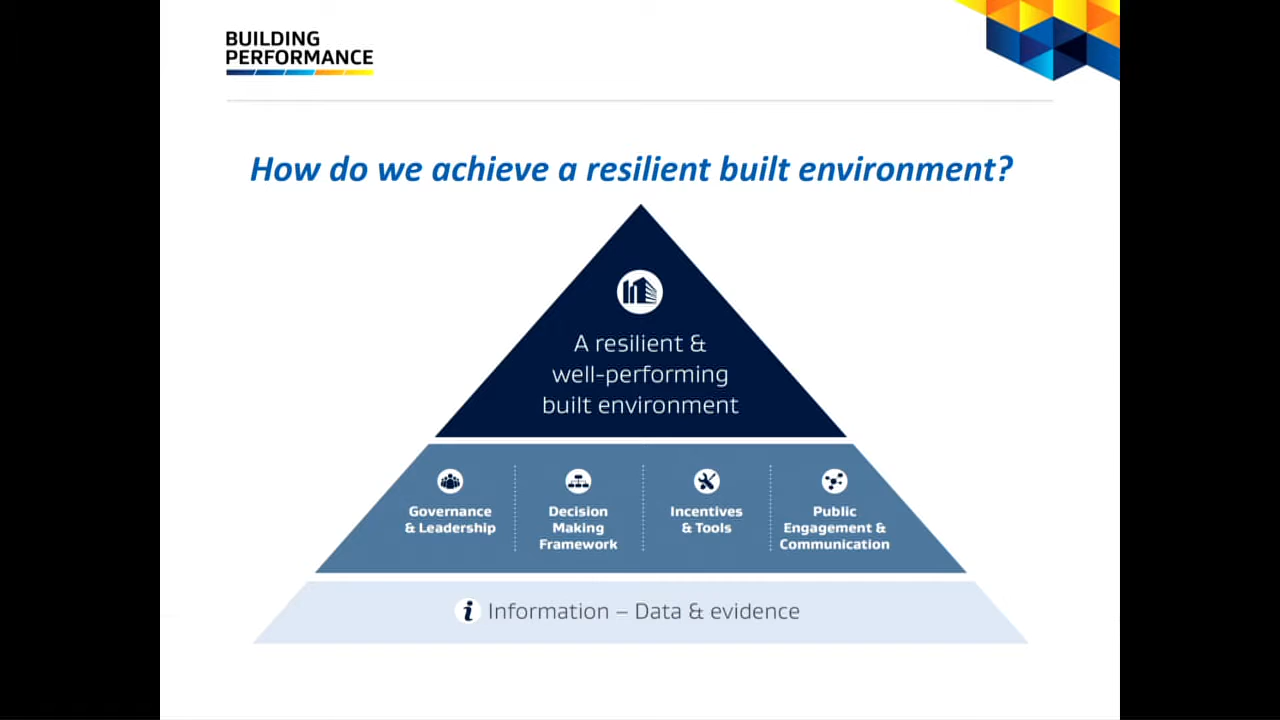 BUILDING
PERFORMANCE
How do we achieve a resilient built environment?
A resilient &
well-performing
built environment
Governance
& Leadership
Decision
Making
Framework
Incentives
& Tools
Public
Engagement &
Communication
i Information – Data & evidence